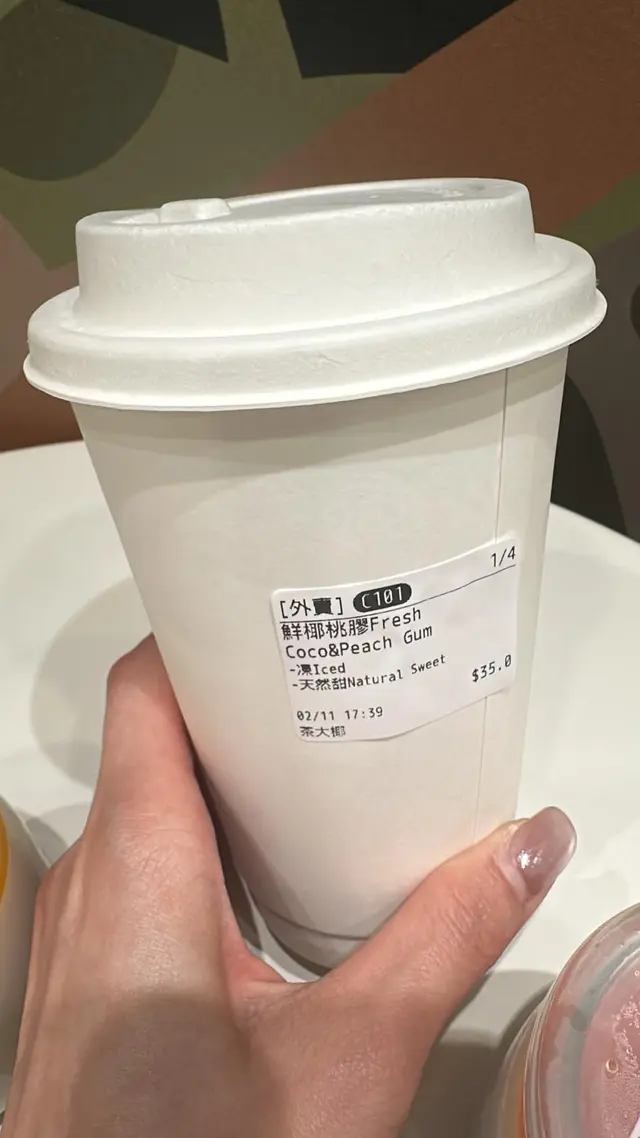 1/4
[外賣] C101
鮮椰桃膠Fresh
Coco&Peach Gum
-凍Iced
-天然甜Natural Sweet
$35.0
02/11 17:39
茶大椰